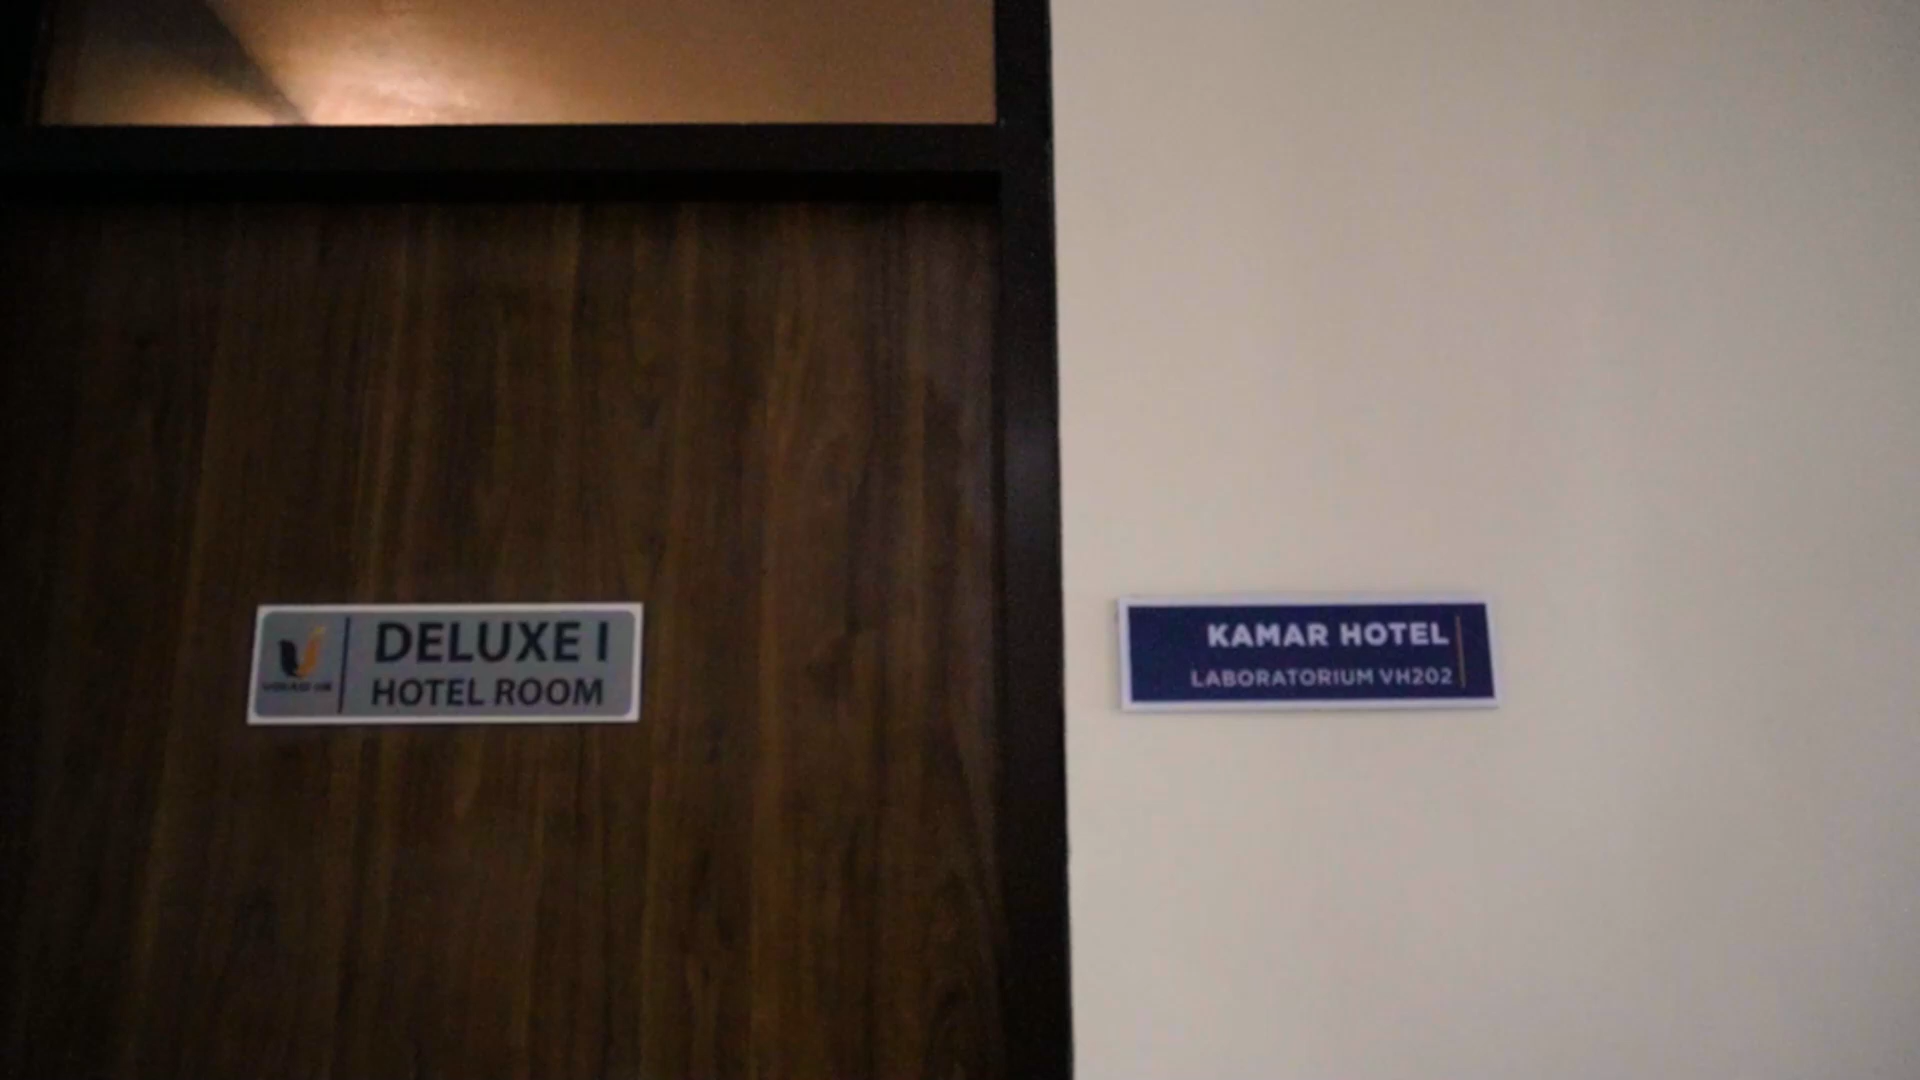 DELUXE I
HOTEL ROOM
KAMAR HOTEL
LABORATORIUM VH202